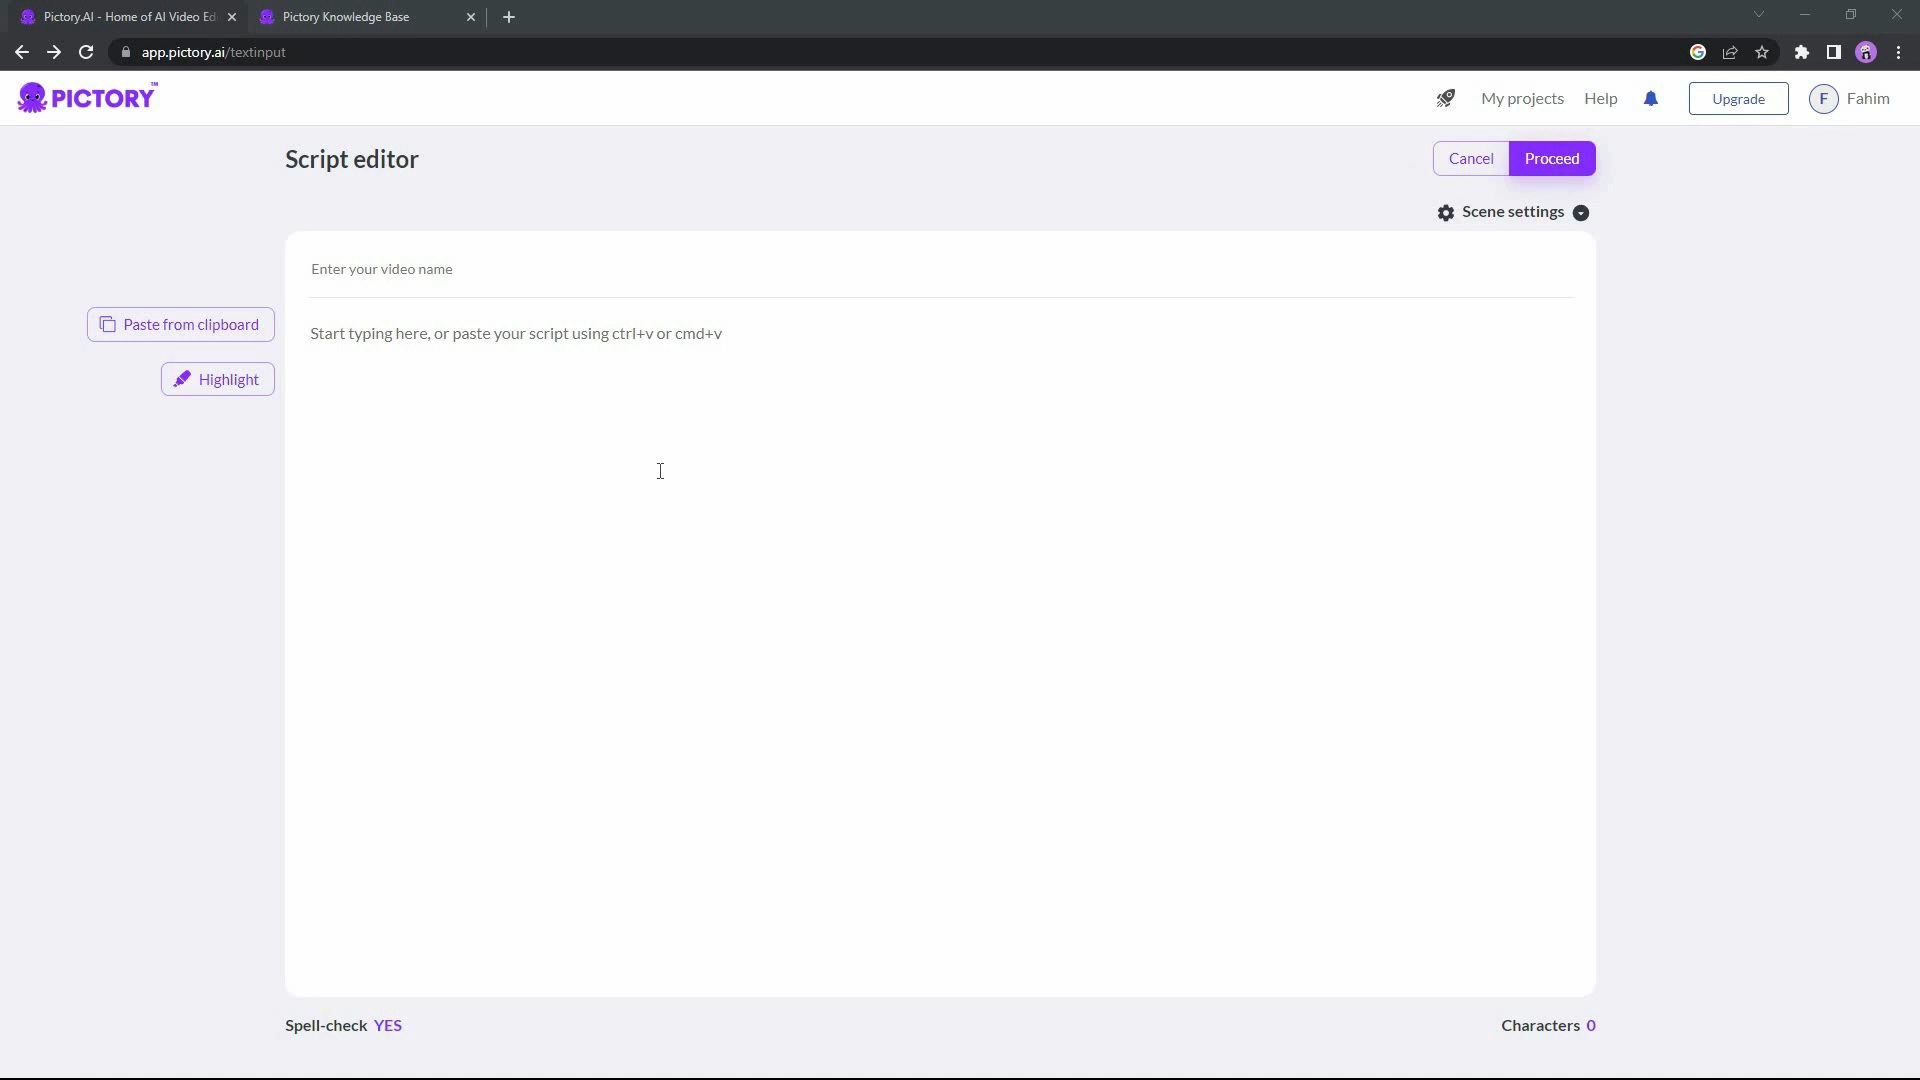 Pictory.AI - Home of AI Video Ed
Pictory Knowledge Base
app.pictory.ai/textinput
PICTORY™
My projects
Help
Upgrade
F
Fahim
Script editor
Cancel
Proceed
Scene settings
Enter your video name
Paste from clipboard
Start typing here, or paste your script using ctrl+v or cmd+v
Highlight
Spell-check YES
Characters 0